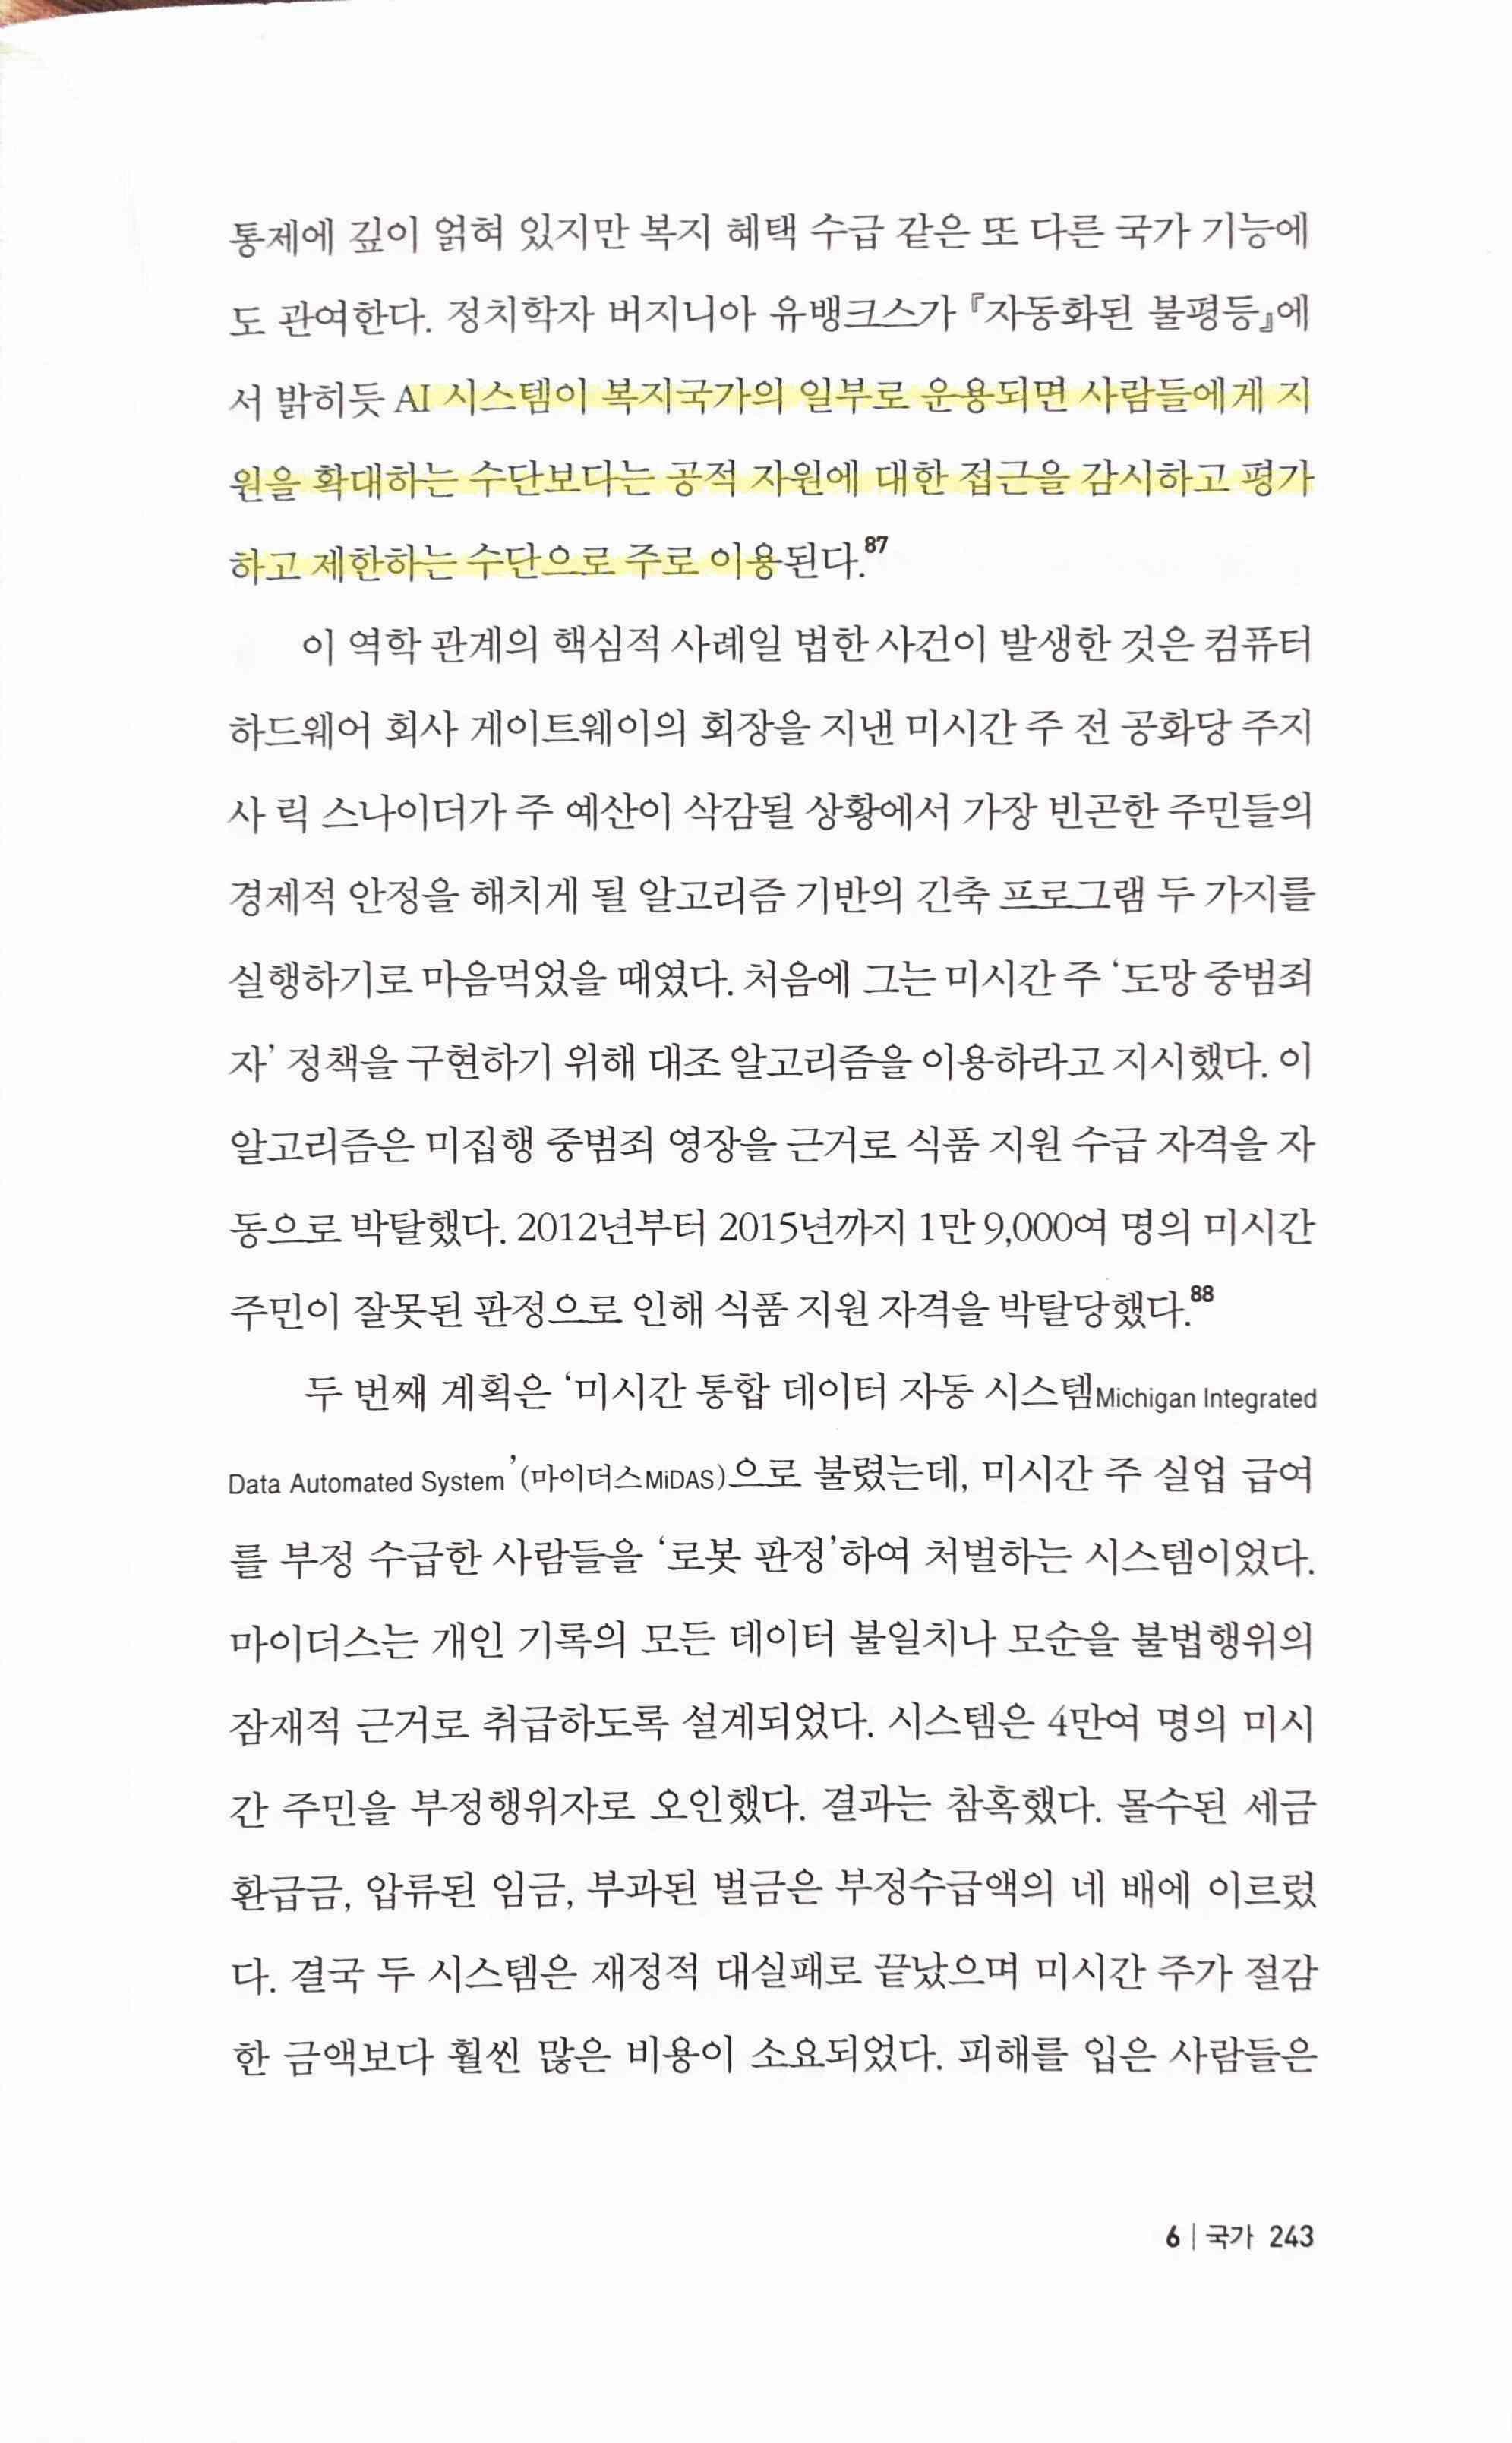 통제에 깊이 얽혀 있지만 복지 혜택 수급 같은 또 다른 국가 기능에
도 관여한다. 정치학자 버지니아 유뱅크스가 『자동화된 불평등』에
서 밝히듯 AI 시스템이 복지국가의 일부로 운용되면 사람들에게 지
원을 확대하는 수단보다는 공적 자원에 대한 접근을 감시하고 평가
하고 제한하는 수단으로 주로 이용된다.87
이 역학 관계의 핵심적 사례일 법한 사건이 발생한 것은 컴퓨터
하드웨어 회사 게이트웨이의 회장을 지낸 미시간 주 전 공화당 주지
사 릭 스나이더가 주 예산이 삭감될 상황에서 가장 빈곤한 주민들의
경제적 안정을 해치게 될 알고리즘 기반의 긴축 프로그램 두 가지를
실행하기로 마음먹었을 때였다. 처음에 그는 미시간 주 ‘도망 중범죄
자’ 정책을 구현하기 위해 대조 알고리즘을 이용하라고 지시했다. 이
알고리즘은 미집행 중범죄 영장을 근거로 식품 지원 수급 자격을 자
동으로 박탈했다. 2012년부터 2015년까지 1만 9,000여 명의 미시간
주민이 잘못된 판정으로 인해 식품 지원 자격을 박탈당했다.88
두 번째 계획은 ‘미시간 통합 데이터 자동 시스템Michigan Integrated
Data Automated System’(마이더스MiDAS)으로 불렸는데, 미시간 주 실업 급여
를 부정 수급한 사람들을 ‘로봇 판정’하여 처벌하는 시스템이었다.
마이더스는 개인 기록의 모든 데이터 불일치나 모순을 불법행위의
잠재적 근거로 취급하도록 설계되었다. 시스템은 4만여 명의 미시
간 주민을 부정행위자로 오인했다. 결과는 참혹했다. 몰수된 세금
환급금, 압류된 임금, 부과된 벌금은 부정수급액의 네 배에 이르렀
다. 결국 두 시스템은 재정적 대실패로 끝났으며 미시간 주가 절감
한 금액보다 훨씬 많은 비용이 소요되었다. 피해를 입은 사람들은
6 | 국가 243